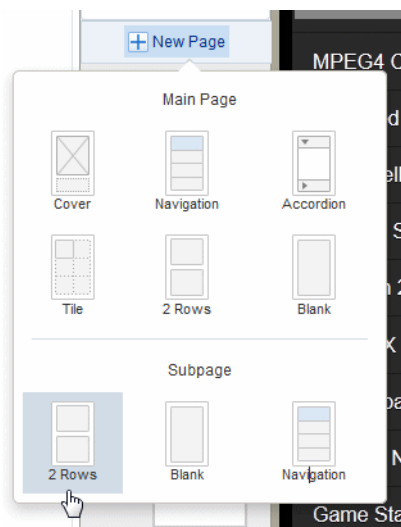 New Page
MPEG4 C
Main Page
Cover
Navigation
Accordion
Tile
2 Rows
Blank
Subpage
2 Rows
Blank
Navigation
Game Sta